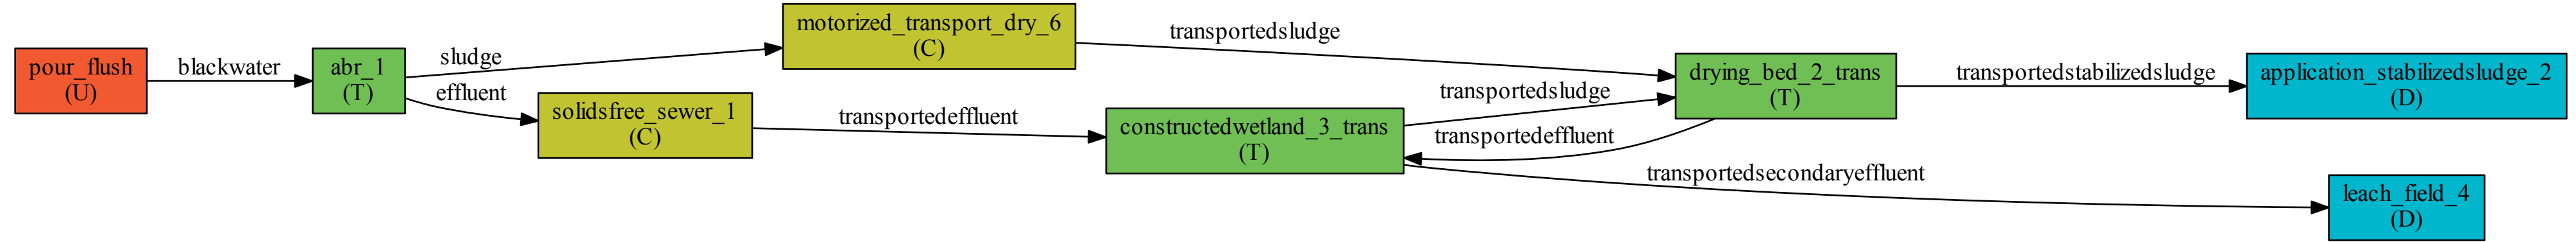 pour_flush
(U)
blackwater
abr_1
(T)
sludge
effluent
motorized_transport_dry_6
(C)
solidsfree_sewer_1
(C)
transportedsludge
transportedeffluent
constructedwetland_3_trans
(T)
transportedsludge
transportedeffluent
drying_bed_2_trans
(T)
transportedstabilizedsludge
application_stabilizedsludge_2
(D)
transportedsecondaryeffluent
leach_field_4
(D)